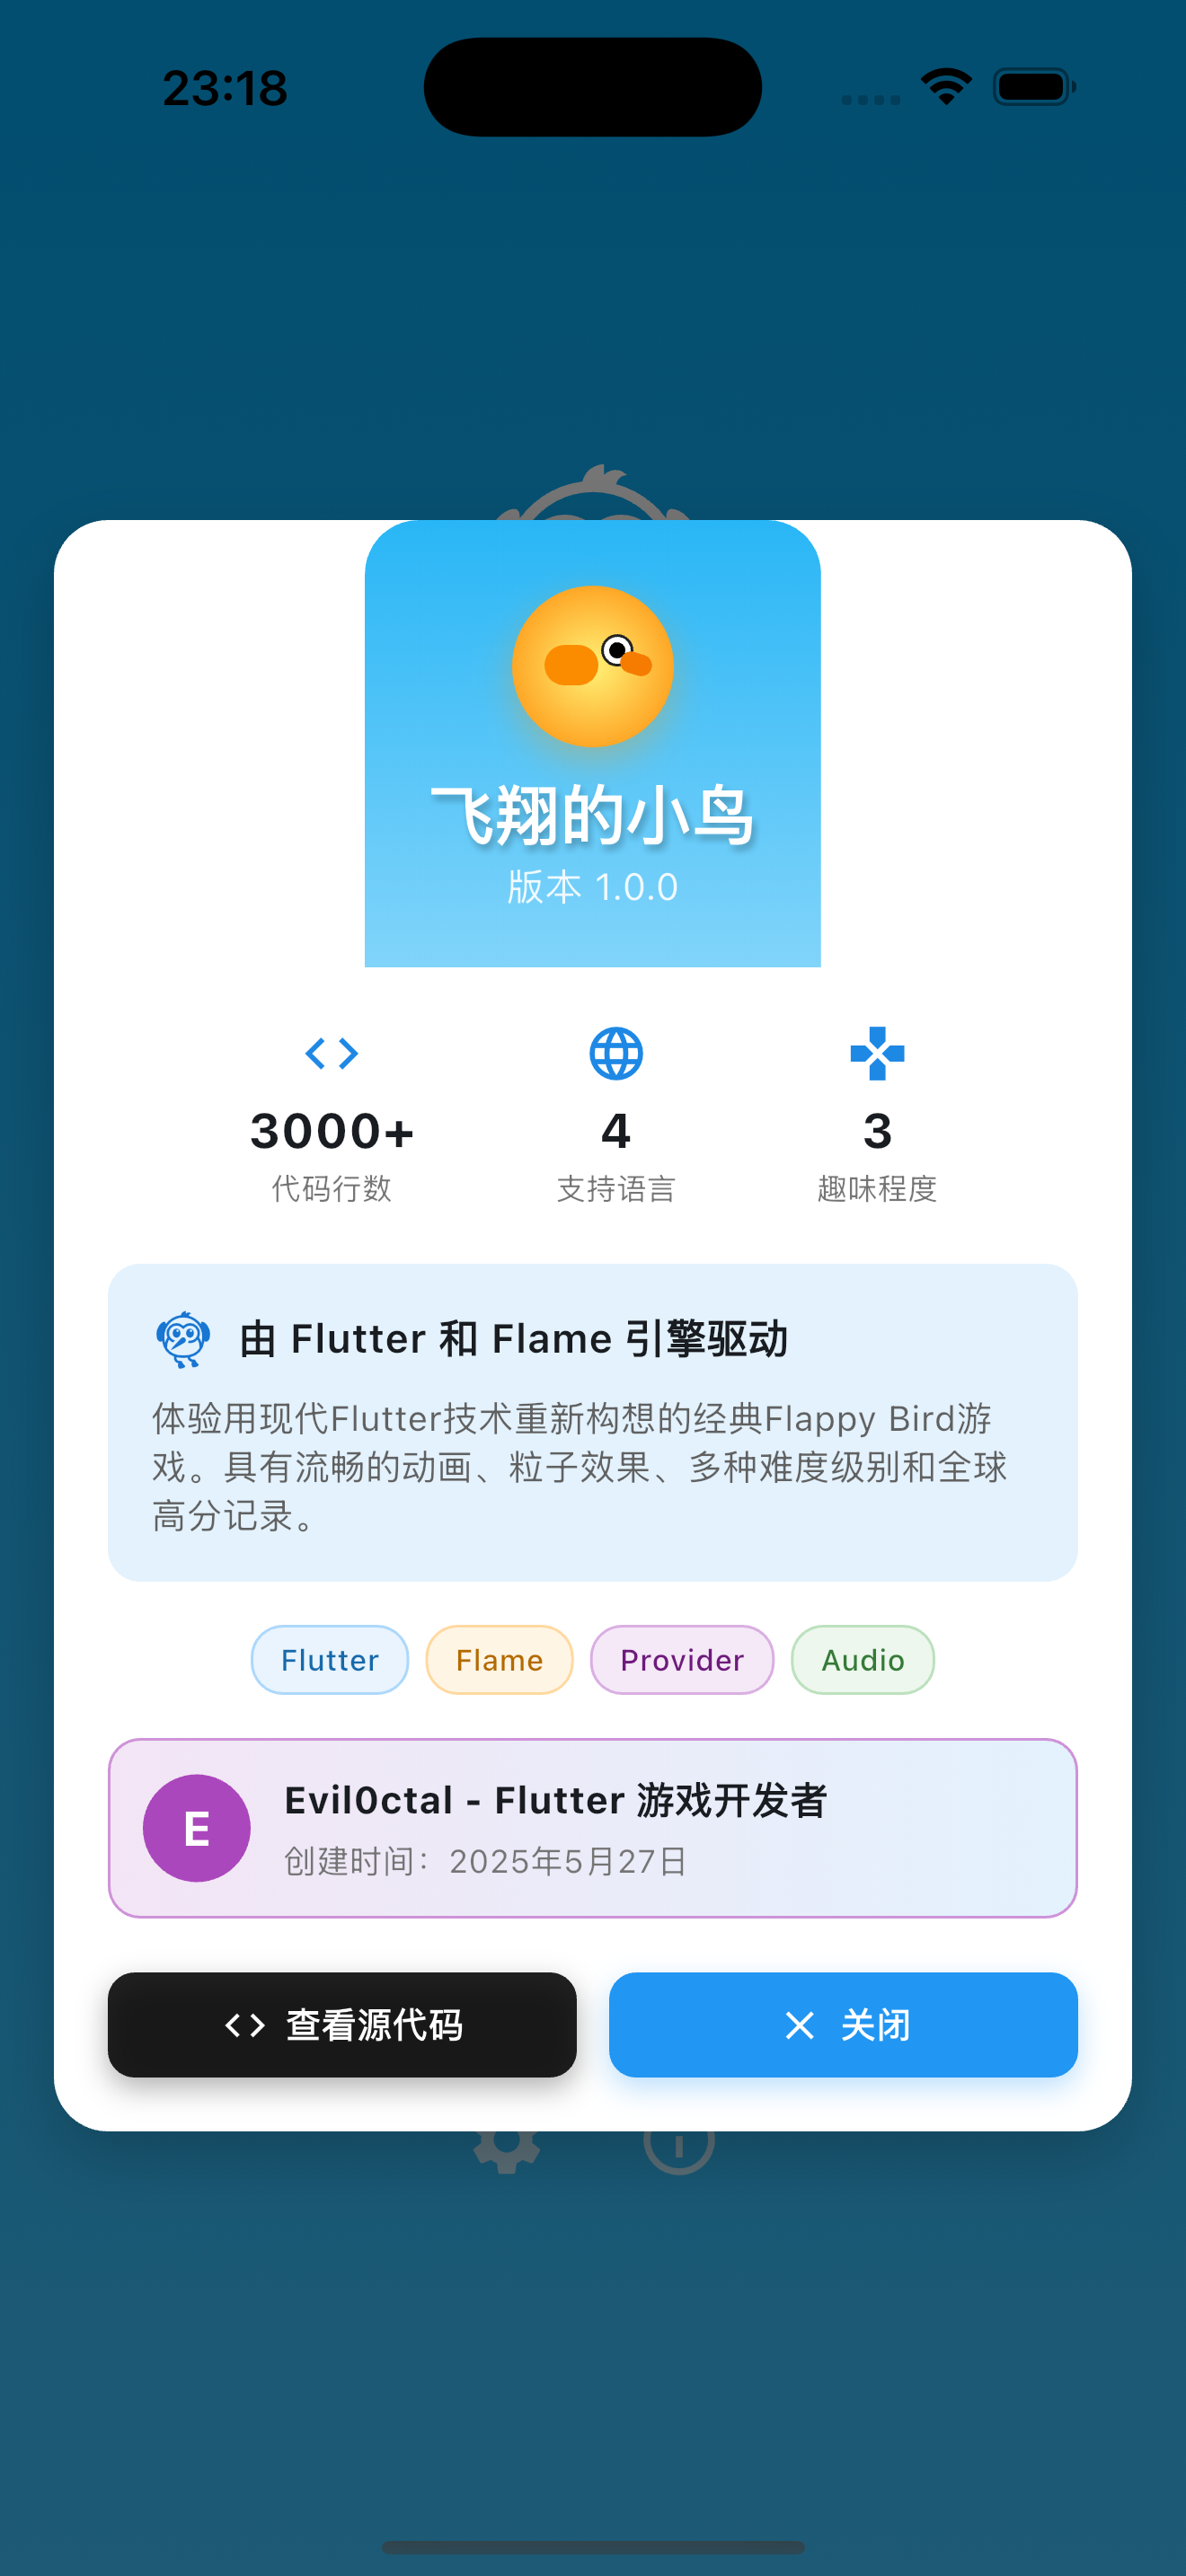 23:18
飞翔的小鸟
版本 1.0.0
3000+
代码行数
4
支持语言
3
趣味程度
由 Flutter 和 Flame 引擎驱动
体验用现代Flutter技术重新构想的经典Flappy Bird游
戏。具有流畅的动画、粒子效果、多种难度级别和全球
高分记录。
Flutter
Flame
Provider
Audio
E
Evil0ctal - Flutter 游戏开发者
创建时间：2025年5月27日
查看源代码
关闭